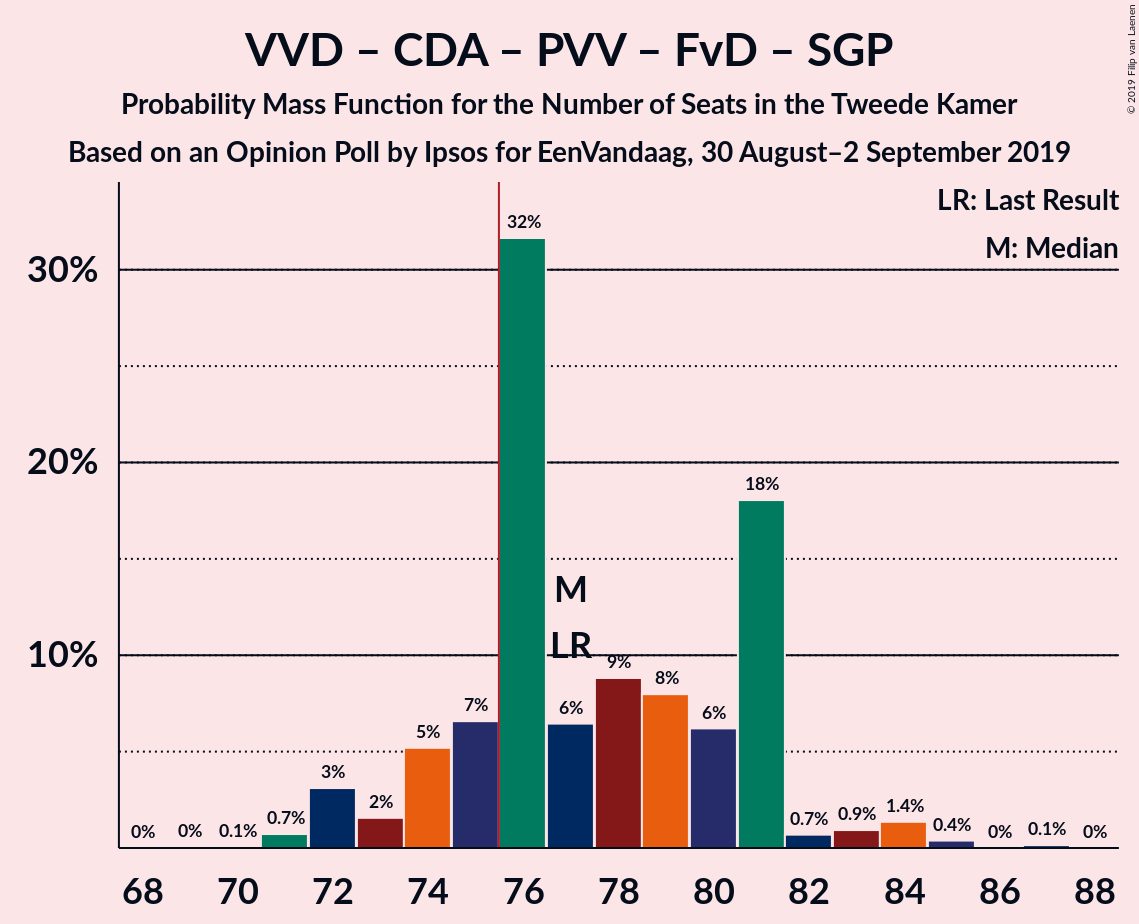 VVD – CDA – PVV – FvD – SGP
Probability Mass Function for the Number of Seats in the Tweede Kamer
Based on an Opinion Poll by Ipsos for EenVandaag, 30 August–2 September 2019
© 2019 Filip van Laenen
LR: Last Result
M: Median
30%
20%
10%
0% 0% 0.1% 0.7% 3% 2% 5% 7% 32% 6% 9% 8% 6% 18% 0.7% 0.9% 1.4% 0.4% 0% 0.1% 0%
M
LR
68 70 72 74 76 78 80 82 84 86 88